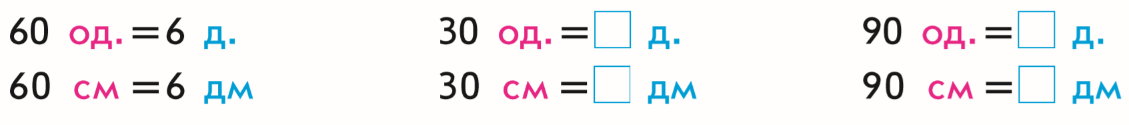 60 од. = 6 д. 30 од. = □ д. 90 од. = □ д.
60 см = 6 дм 30 см = □ дм 90 см = □ дм